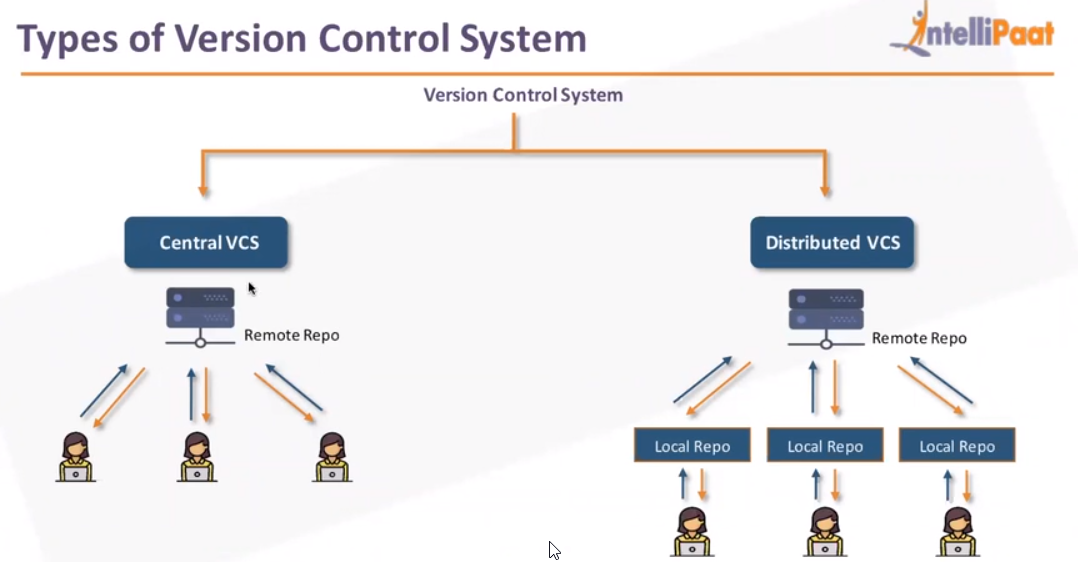 Types of Version Control System
IntelliPaat
Version Control System
Central VCS
Distributed VCS
Remote Repo
Remote Repo
Local Repo
Local Repo
Local Repo